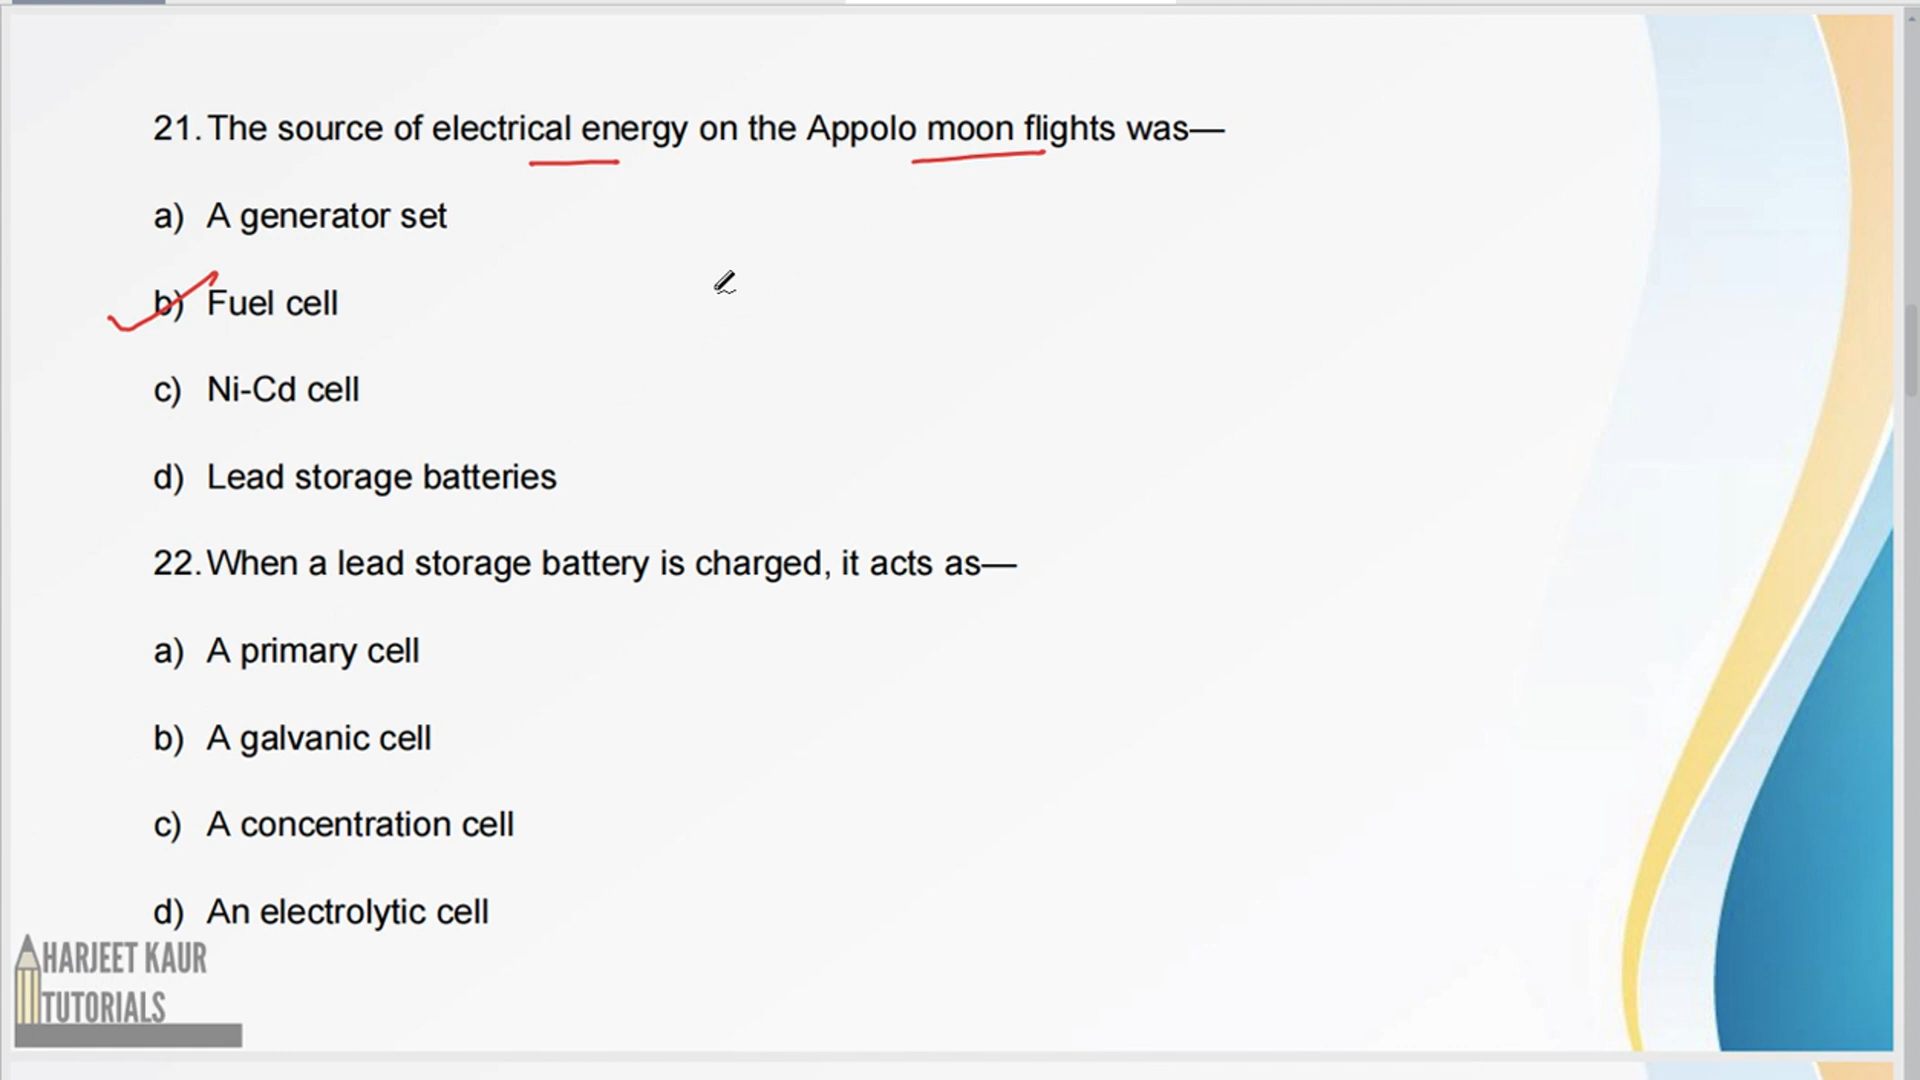 21. The source of electrical energy on the Appolo moon flights was—
a) A generator set
b) Fuel cell
c) Ni-Cd cell
d) Lead storage batteries
22. When a lead storage battery is charged, it acts as—
a) A primary cell
b) A galvanic cell
c) A concentration cell
d) An electrolytic cell
HARJEET KAUR
TUTORIALS